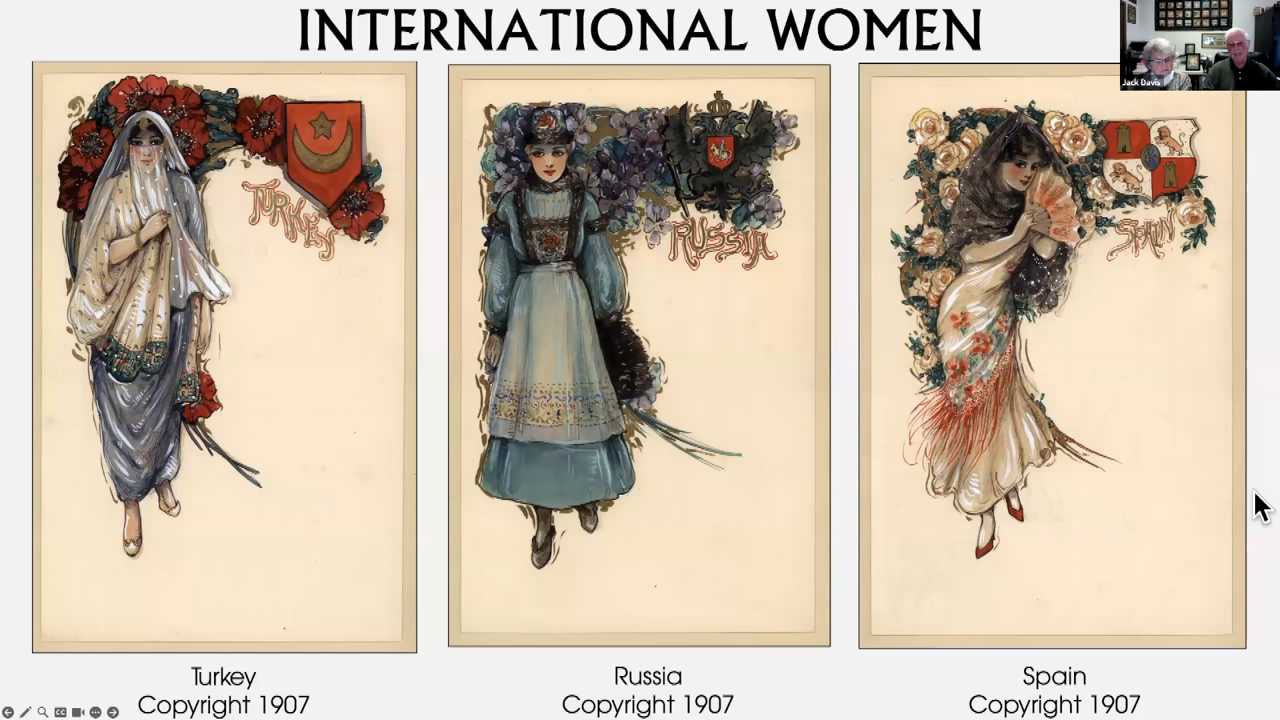 INTERNATIONAL WOMEN
Jack Davis
TURKEY
RUSSIA
SPAIN
Turkey
Copyright 1907
Russia
Copyright 1907
Spain
Copyright 1907